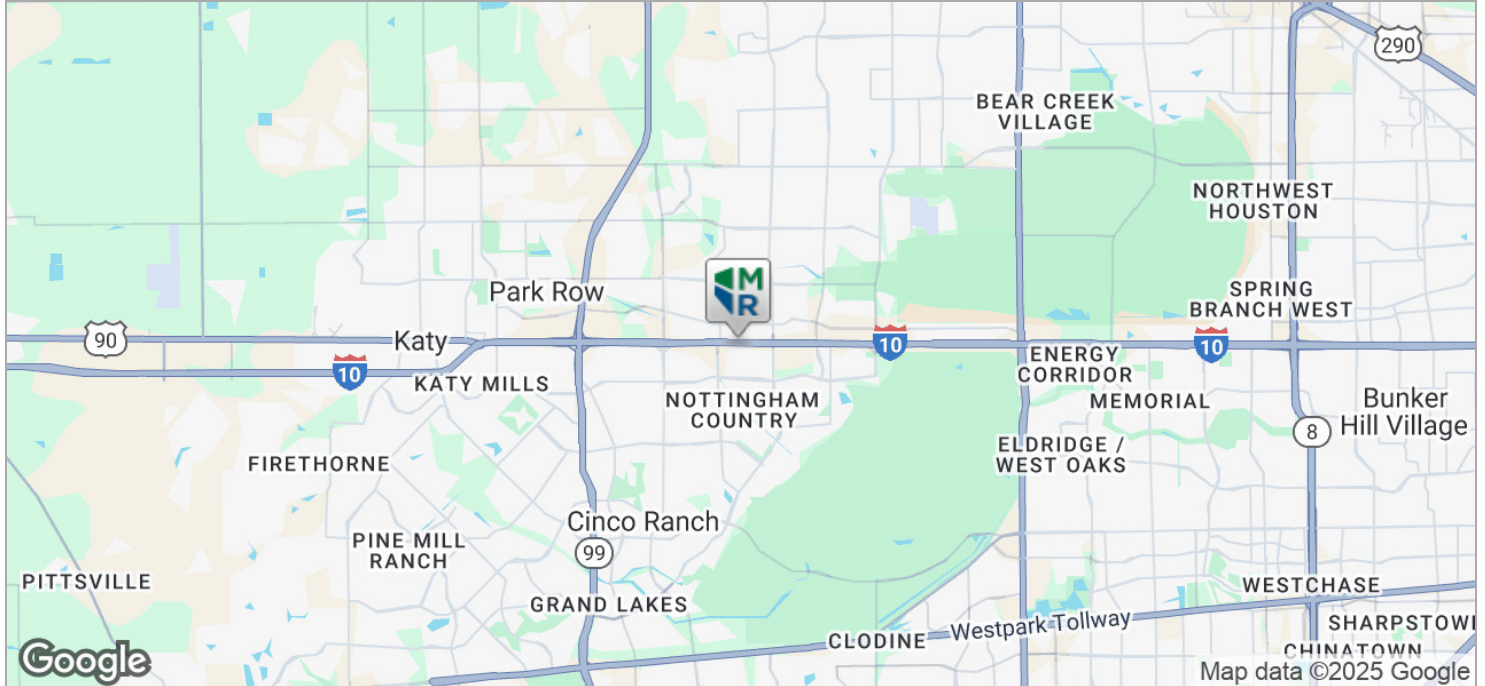 290
BEAR CREEK
VILLAGE
NORTHWEST
HOUSTON
M
R
Park Row
SPRING
BRANCH WEST
90
Katy
10
10
10
KATY MILLS
ENERGY
CORRIDOR
NOTTINGHAM
COUNTRY
MEMORIAL
Bunker
Hill Village
8
FIRETHORNE
ELDRIDGE /
WEST OAKS
Cinco Ranch
PINE MILL
RANCH
99
PITTSVILLE
WESTCHASE
GRAND LAKES
CLODINE
Westpark Tollway
SHARPSTOW
CHINATOWN
Google
Map data ©2025 Google